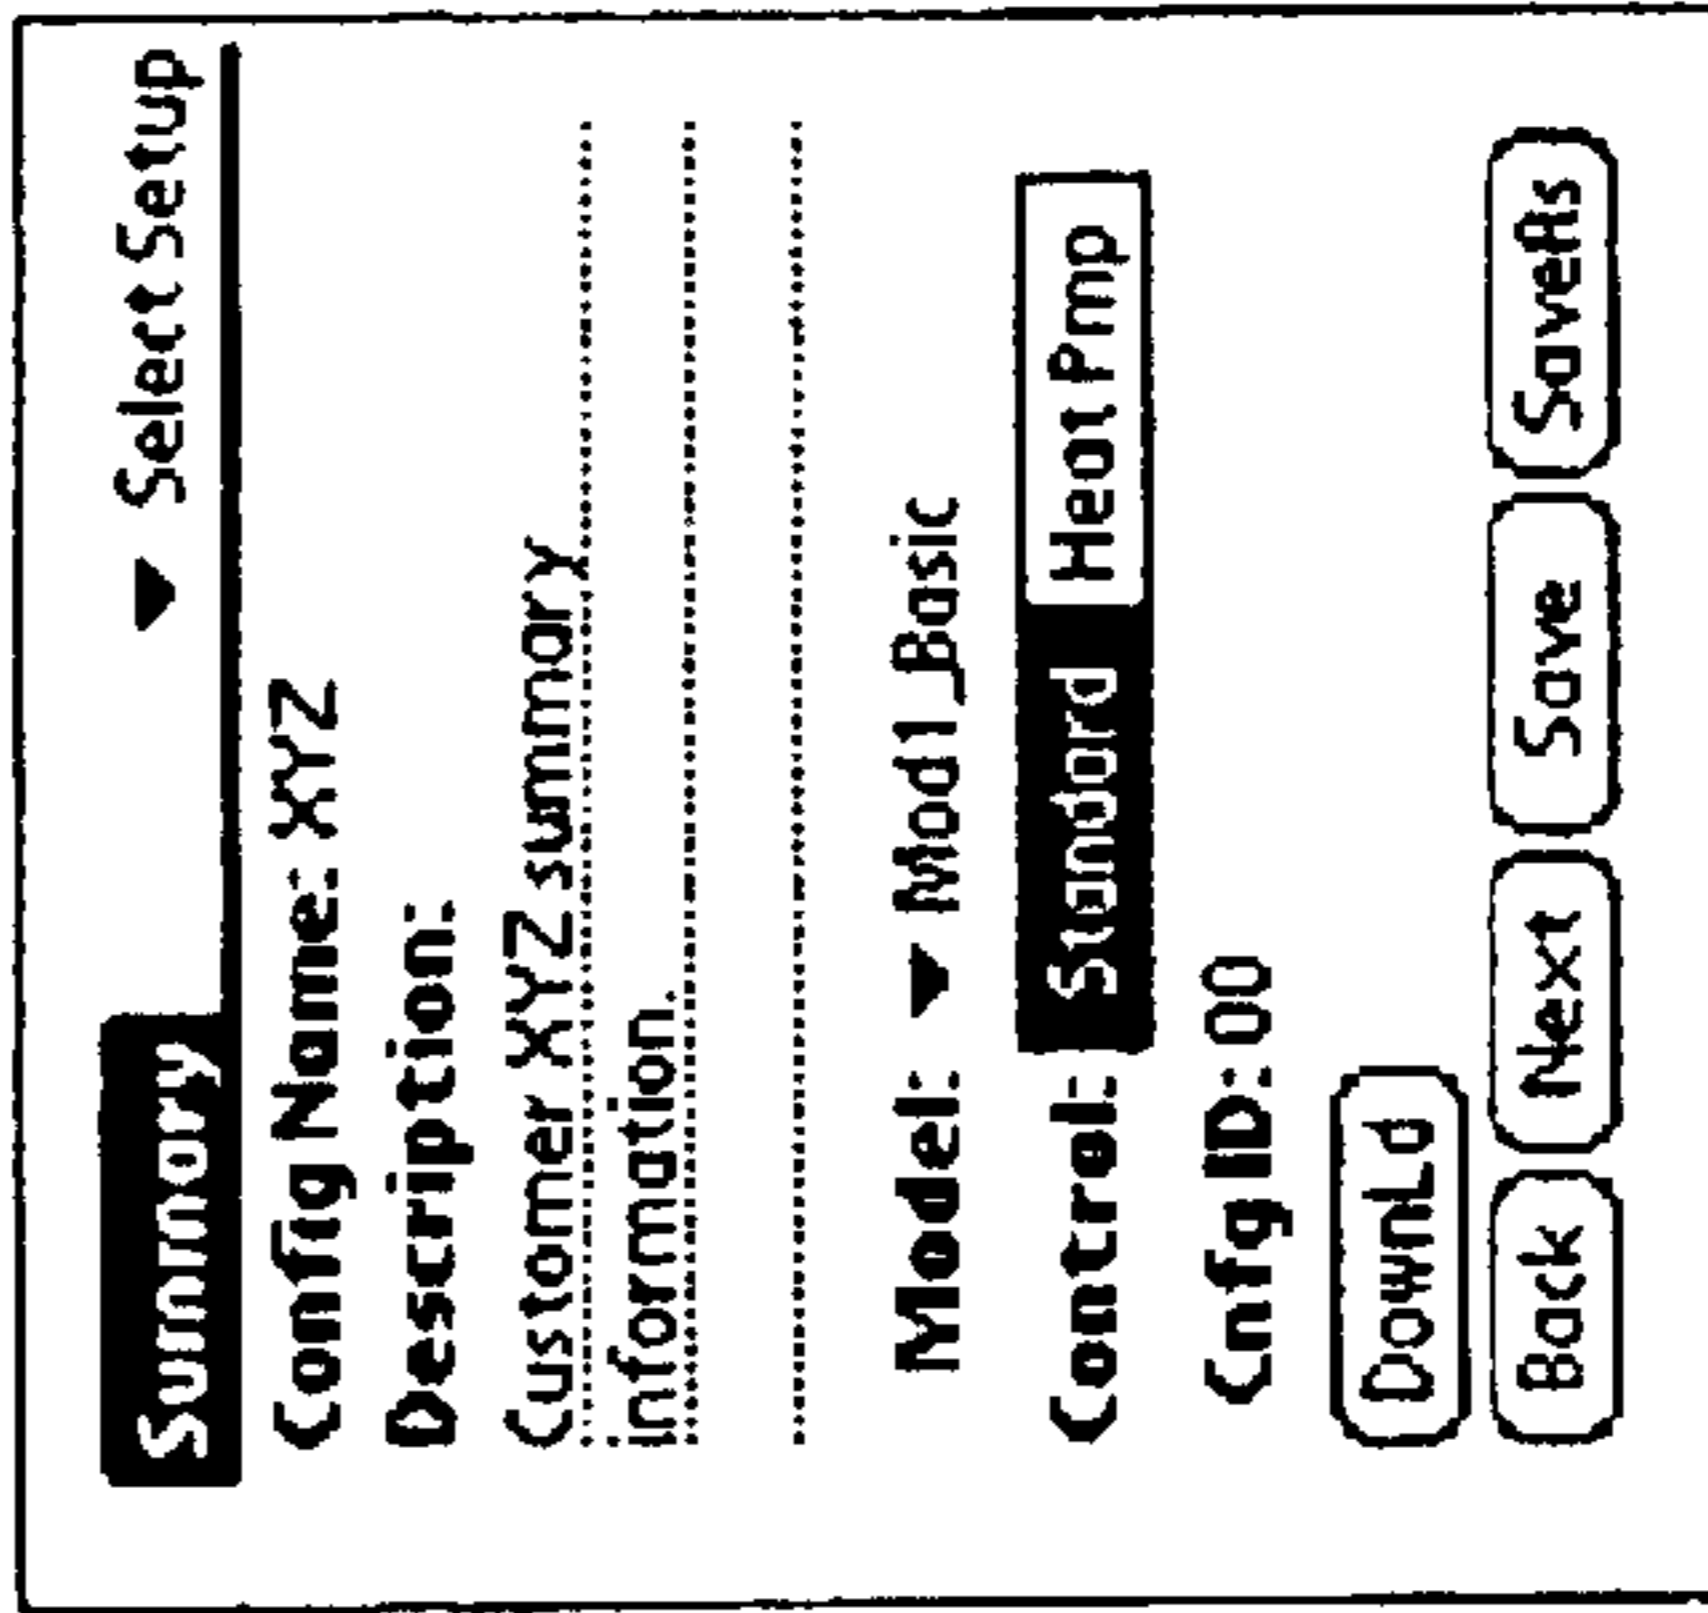 Summary ▼ Select Setup
Config Name: XYZ
Description:
Customer XYZ summary
information.
Model: ▼ Mod1_Basic
Control: Standard Heat Pmp
Cnfg ID: 00
DownLd
Back Next Save SaveAs